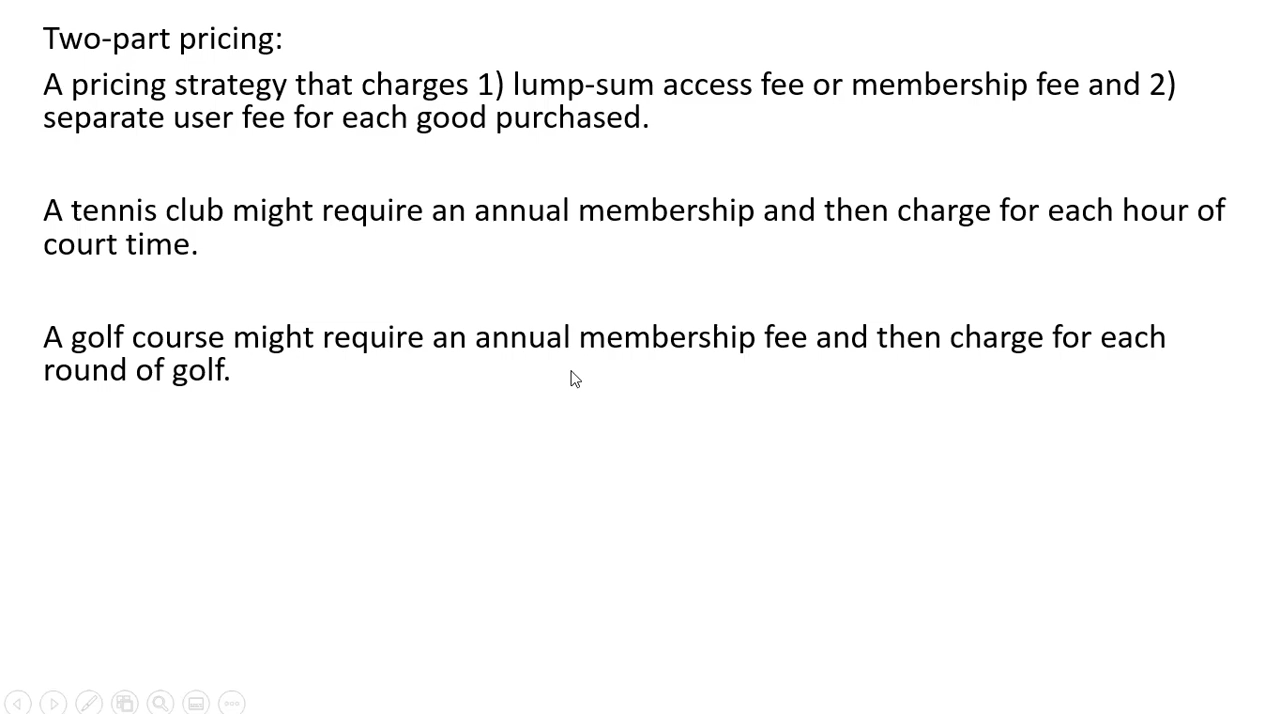 Two-part pricing:
A pricing strategy that charges 1) lump-sum access fee or membership fee and 2)
separate user fee for each good purchased.
A tennis club might require an annual membership and then charge for each hour of
court time.
A golf course might require an annual membership fee and then charge for each
round of golf.